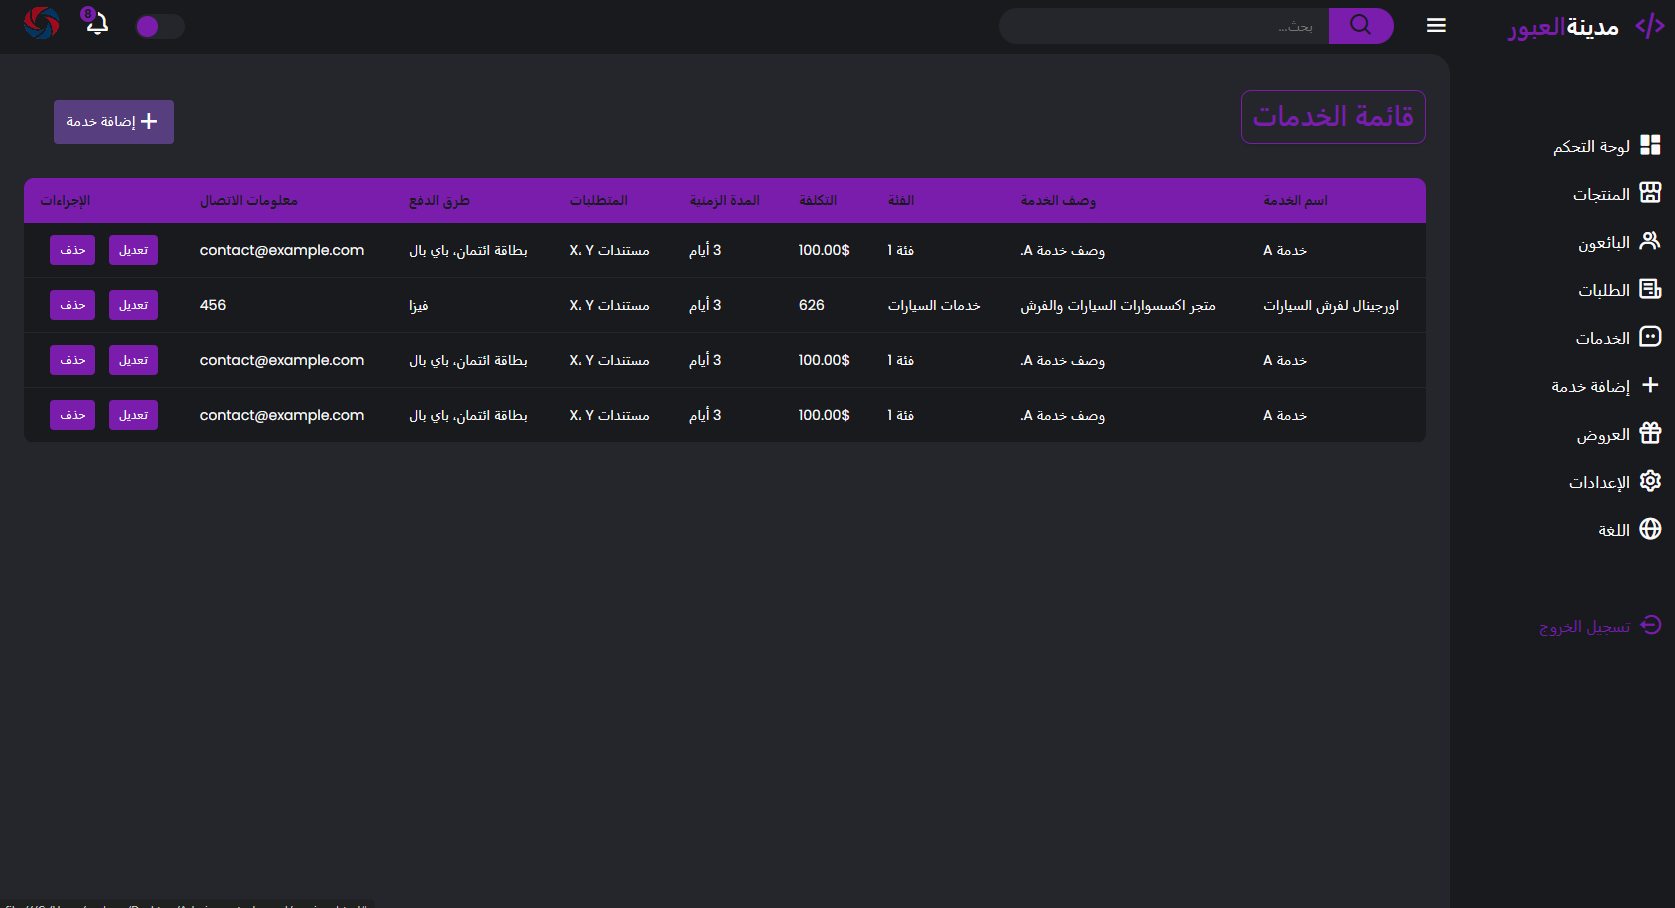 </> مدينةالعبور
بحث...
8
لوحة التحكم
المنتجات
البائعون
الطلبات
الخدمات
إضافة خدمة
العروض
الإعدادات
اللغة
تسجيل الخروج
قائمة الخدمات
+ إضافة خدمة
اسم الخدمة وصف الخدمة الفئة التكلفة المدة الزمنية المتطلبات طرق الدفع معلومات الاتصال الإجراءات
خدمة A وصف خدمة A. فئة 1 100.00$ 3 أيام مستندات X، Y بطاقة ائتمان، باي بال contact@example.com تعديل حذف
اورجينال لفرش السيارات متجر اكسسوارات السيارات والفرش خدمات السيارات 626 3 أيام مستندات X، Y فيزا 456 تعديل حذف
خدمة A وصف خدمة A. فئة 1 100.00$ 3 أيام مستندات X، Y بطاقة ائتمان، باي بال contact@example.com تعديل حذف
خدمة A وصف خدمة A. فئة 1 100.00$ 3 أيام مستندات X، Y بطاقة ائتمان، باي بال contact@example.com تعديل حذف